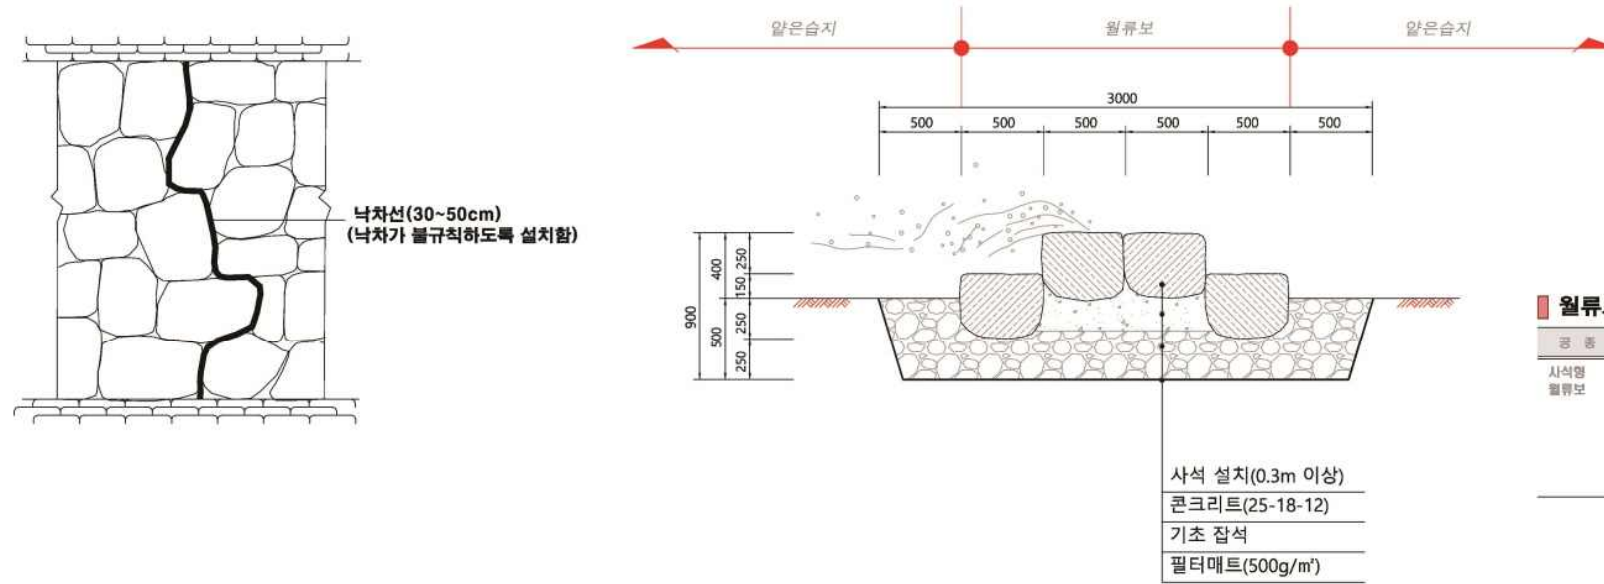 얕은습지
월류보
얕은습지
3000
500 500 500 500 500 500
낙차선(30~50cm)
(낙차가 불규칙하도록 설치함)
900
400
500
250
150
250
250
월류
공 종
사석형
월류보
사석 설치(0.3m 이상)
콘크리트(25-18-12)
기초 잡석
필터매트(500g/㎡)